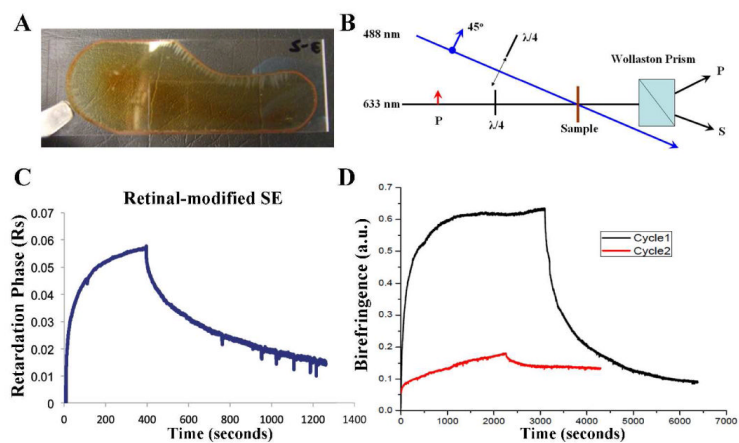 A
S-E
B
488 nm
45°
λ/4
Wollaston Prism
P
633 nm
P
λ/4
Sample
S
C
Retinal-modified SE
Retardation Phase (Rs)
0.07
0.06
0.05
0.04
0.03
0.02
0.01
0
0 200 400 600 800 1000 1200 1400
Time (seconds)
D
Birefringence (a.u.)
0.7
0.6
0.5
0.4
0.3
0.2
0.1
0.0
Cycle1
Cycle2
0 1000 2000 3000 4000 5000 6000 7000
Time (seconds)